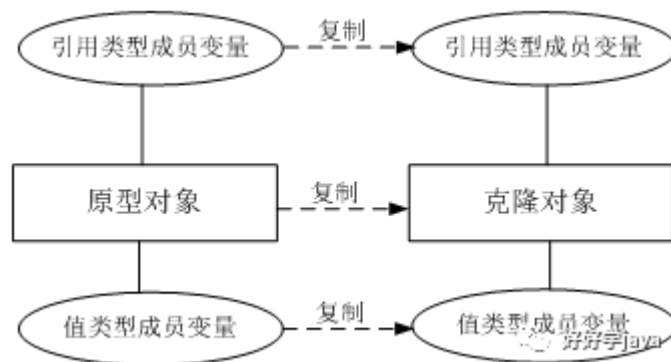 引用类型成员变量
复制
引用类型成员变量
原型对象
复制
克隆对象
值类型成员变量
复制
值类型成员变量
好好学java